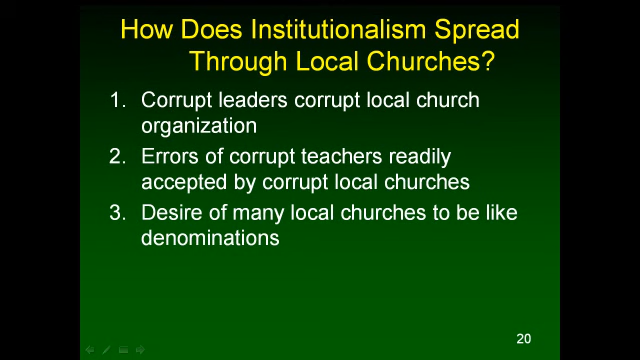 How Does Institutionalism Spread
Through Local Churches?
1. Corrupt leaders corrupt local church
organization
2. Errors of corrupt teachers readily
accepted by corrupt local churches
3. Desire of many local churches to be like
denominations
20